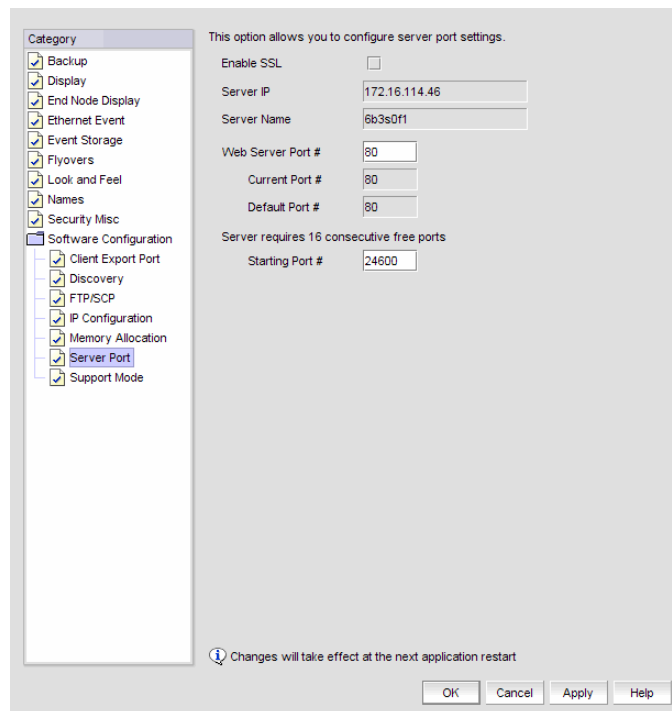 Category
Backup
Display
End Node Display
Ethernet Event
Event Storage
Flyovers
Look and Feel
Names
Security Misc
Software Configuration
Client Export Port
Discovery
FTP/SCP
IP Configuration
Memory Allocation
Server Port
Support Mode
This option allows you to configure server port settings.
Enable SSL
Server IP 172.16.114.46
Server Name 6b3s0f1
Web Server Port # 80
Current Port # 80
Default Port # 80
Server requires 16 consecutive free ports
Starting Port # 24600
Changes will take effect at the next application restart
OK Cancel Apply Help